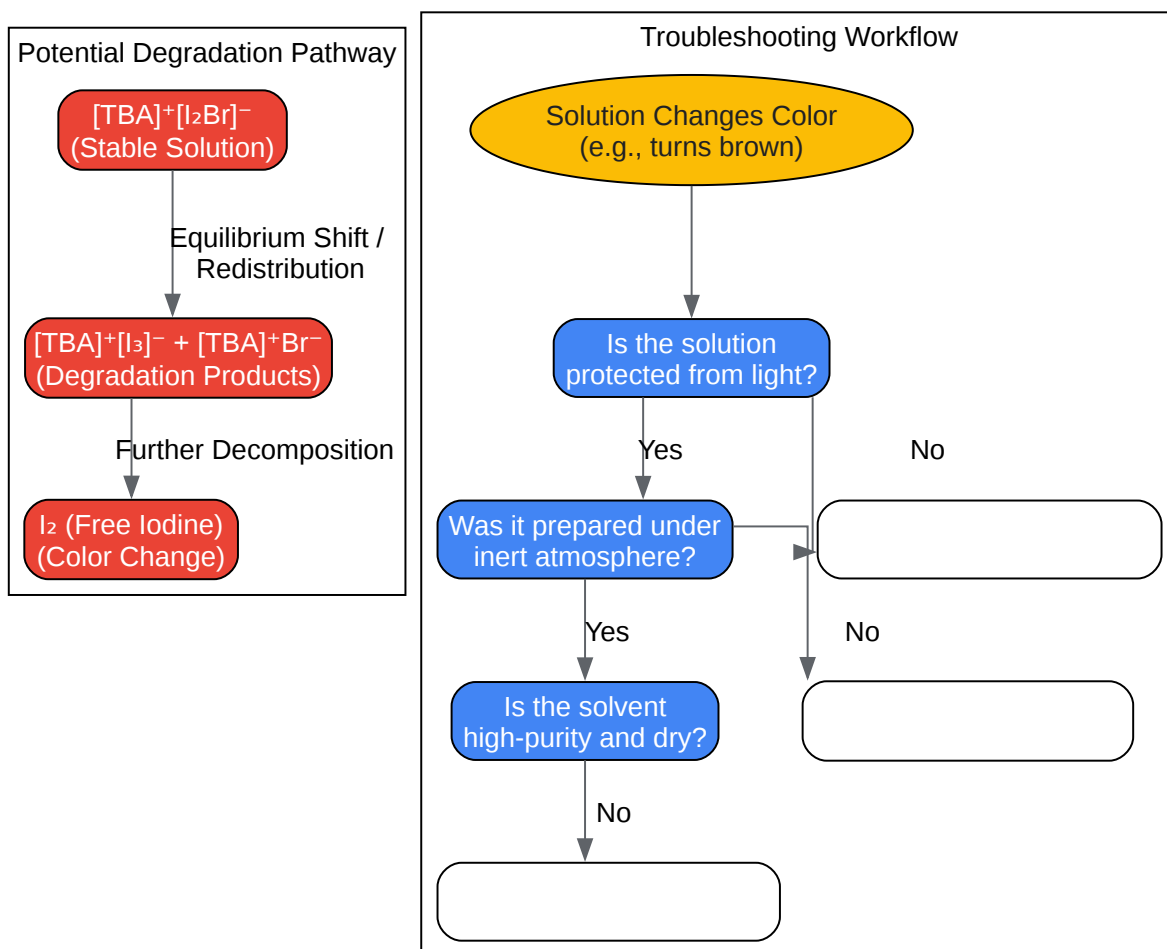 Potential Degradation Pathway
[TBA]⁺[I₂Br]⁻
(Stable Solution)
Equilibrium Shift /
Redistribution
[TBA]⁺[I₃]⁻ + [TBA]⁺Br⁻
(Degradation Products)
Further Decomposition
I₂ (Free Iodine)
(Color Change)
Troubleshooting Workflow
Solution Changes Color
(e.g., turns brown)
Is the solution
protected from light?
Yes
No
Was it prepared under
inert atmosphere?
Yes
No
Is the solvent
high-purity and dry?
No